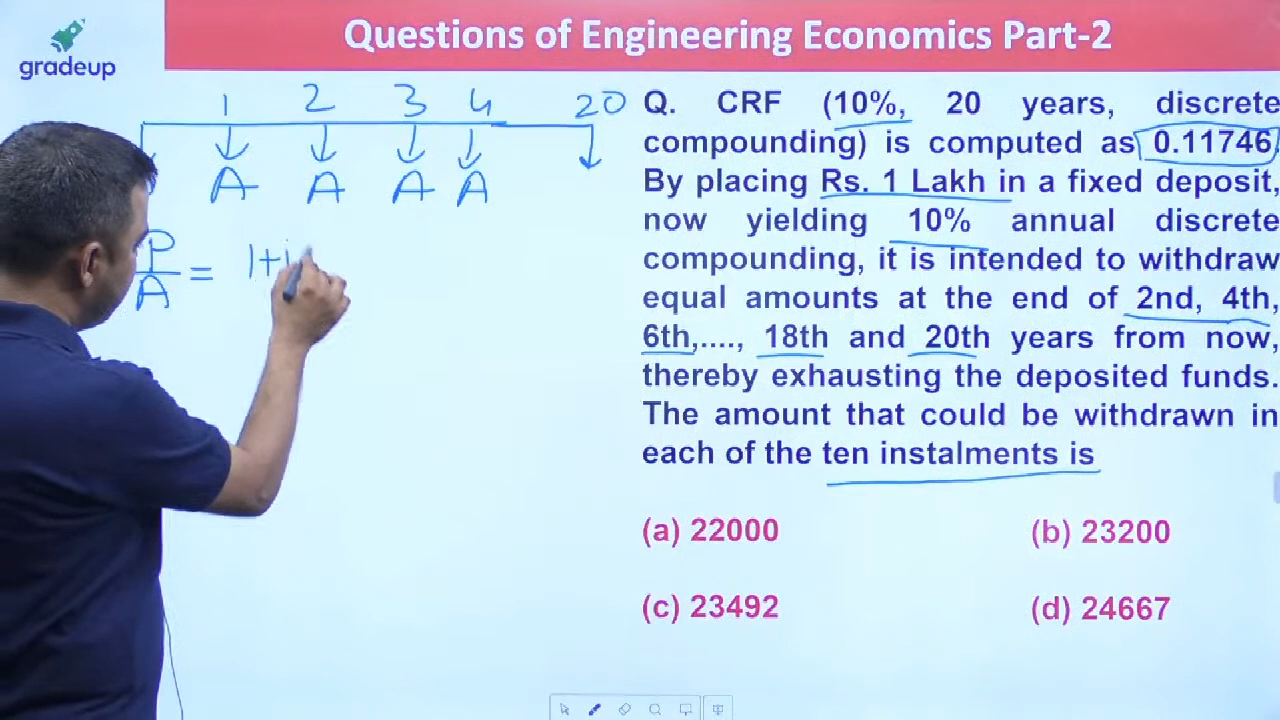 Questions of Engineering Economics Part-2
gradeup
1 2 3 4 20
A A A A
P/A = 1+i
Q. CRF (10%, 20 years, discrete
compounding) is computed as 0.11746.
By placing Rs. 1 Lakh in a fixed deposit,
now yielding 10% annual discrete
compounding, it is intended to withdraw
equal amounts at the end of 2nd, 4th,
6th,...., 18th and 20th years from now,
thereby exhausting the deposited funds.
The amount that could be withdrawn in
each of the ten instalments is
(a) 22000 (b) 23200
(c) 23492 (d) 24667